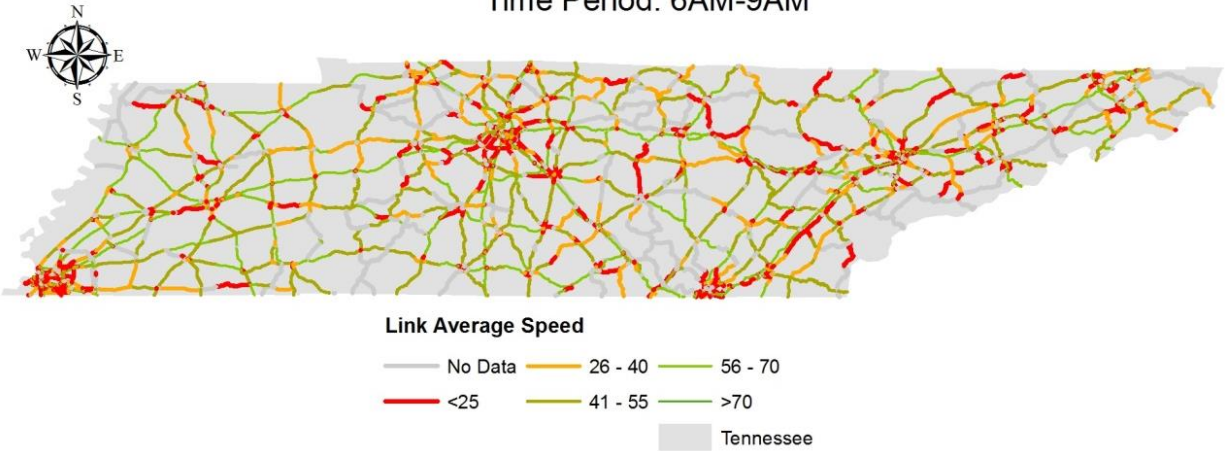 Time Period: 6AM-9AM
N
W E
S
Link Average Speed
No Data 26 - 40 56 - 70
<25 41 - 55 >70
Tennessee